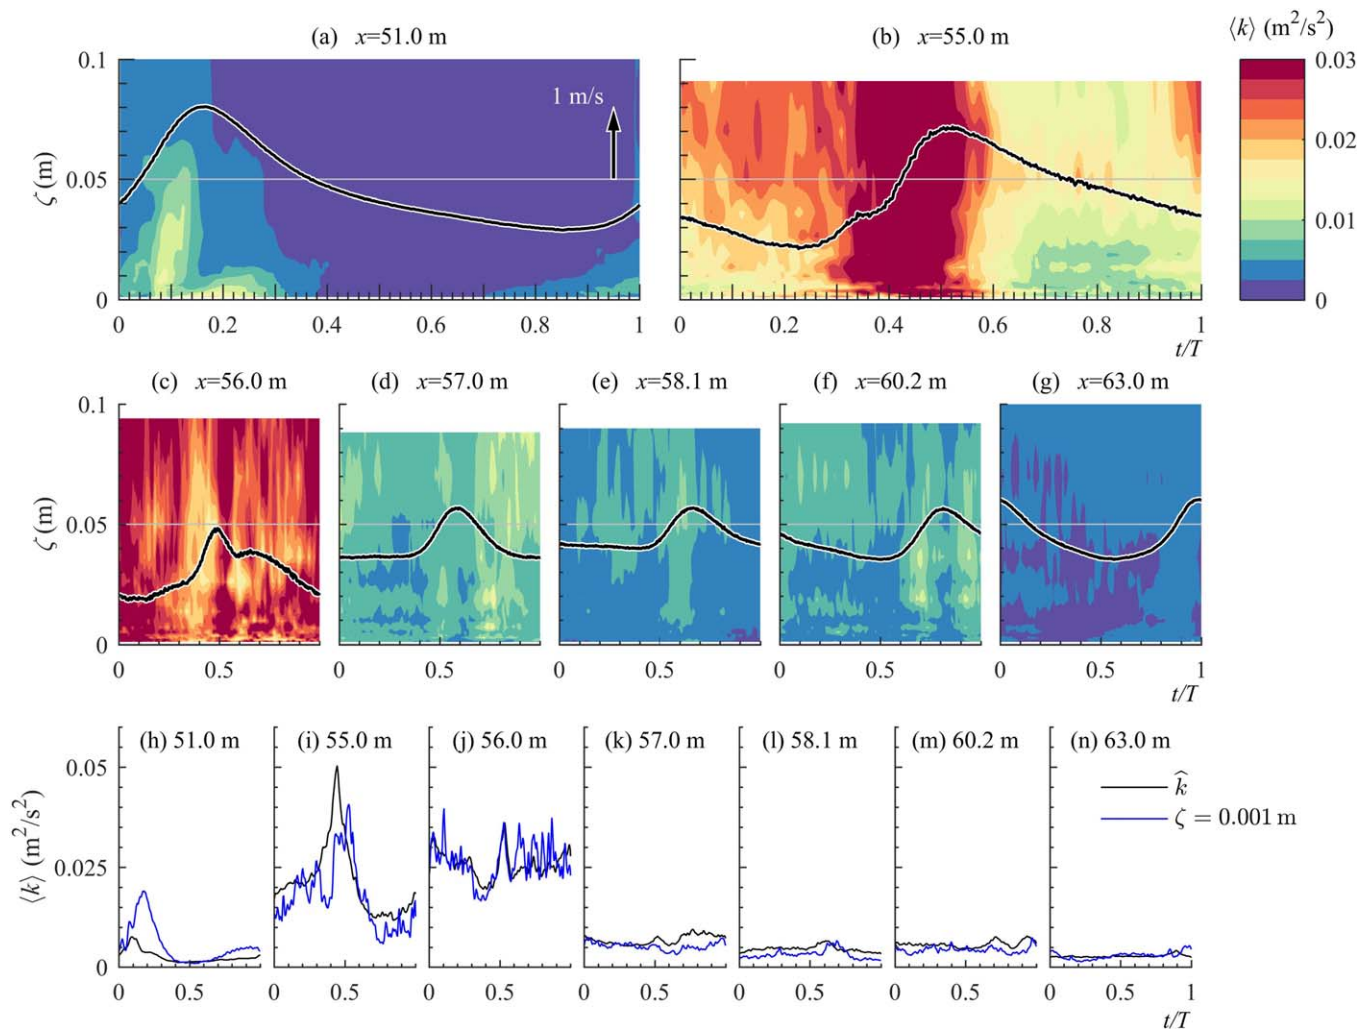 (a) x=51.0 m
(b) x=55.0 m
⟨k⟩ (m²/s²)
0.1
0.05
0
ζ (m)
1 m/s
0 0.2 0.4 0.6 0.8 1
0 0.2 0.4 0.6 0.8 1
t/T
0.03
0.02
0.01
0
(c) x=56.0 m
(d) x=57.0 m
(e) x=58.1 m
(f) x=60.2 m
(g) x=63.0 m
0.1
0.05
0
ζ (m)
0 0.5
0 0.5
0 0.5
0 0.5
0 0.5 1
t/T
(h) 51.0 m
(i) 55.0 m
(j) 56.0 m
(k) 57.0 m
(l) 58.1 m
(m) 60.2 m
(n) 63.0 m
0.05
0.025
0
⟨k⟩ (m²/s²)
k̂
ζ = 0.001 m
0 0.5
0 0.5
0 0.5
0 0.5
0 0.5
0 0.5
0 0.5 1
t/T